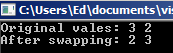 C:\Users\Ed\documents\vis
Original vales: 3 2
After swapping: 2 3